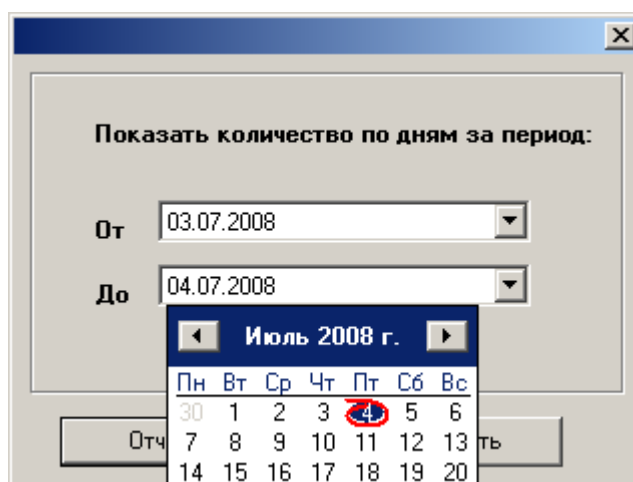 Показать количество по дням за период:
От 03.07.2008
До 04.07.2008
Июль 2008 г.
Пн Вт Ср Чт Пт Сб Вс
30 1 2 3 4 5 6
Отч 7 8 9 10 11 12 13 ть
14 15 16 17 18 19 20